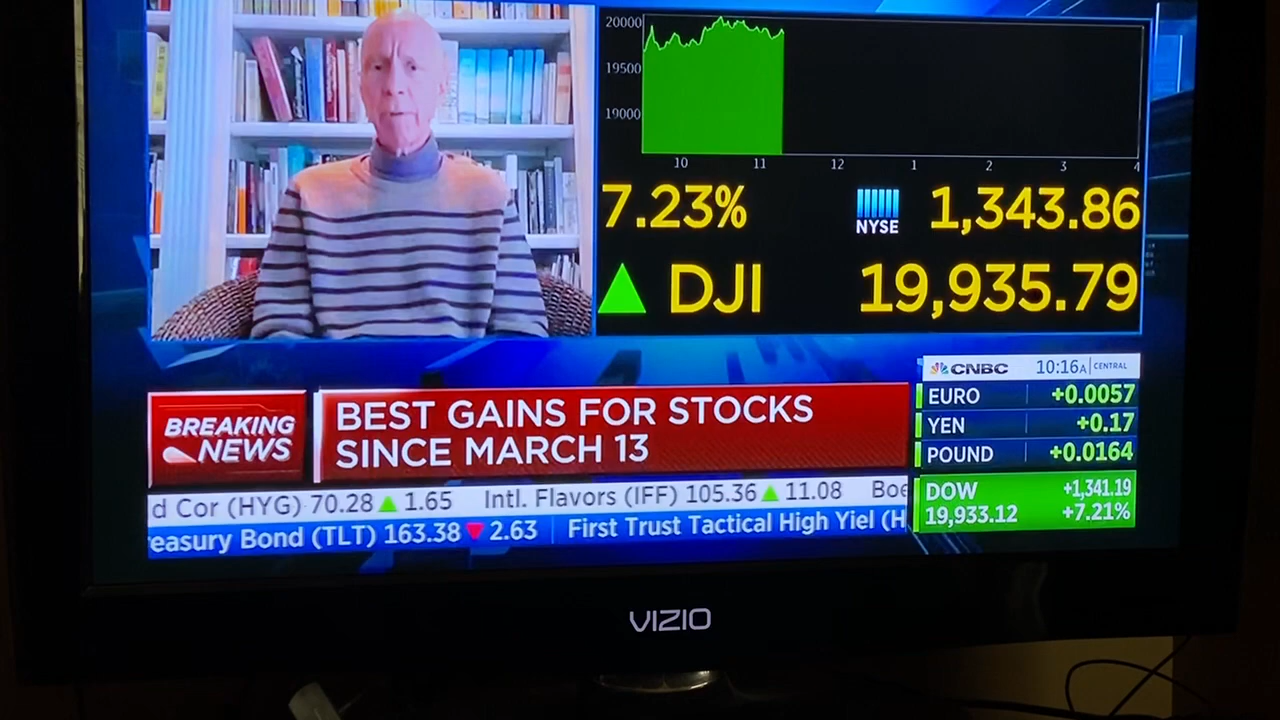 20000
19500
19000
10 11 12 1 2 3 4
7.23% NYSE 1,343.86
DJI 19,935.79
CNBC 10:16A CENTRAL
EURO +0.0057
YEN +0.17
POUND +0.0164
DOW +1,341.19
19,933.12 +7.21%
BREAKING NEWS
BEST GAINS FOR STOCKS
SINCE MARCH 13
d Cor (HYG) 70.28 ▲ 1.65 Intl. Flavors (IFF) 105.36 ▲ 11.08 Boe
easury Bond (TLT) 163.38 ▼ 2.63 First Trust Tactical High Yiel (H
VIZIO